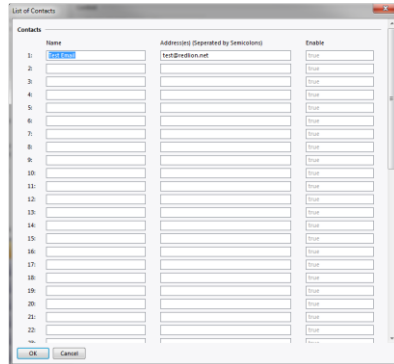 List of Contacts
Contacts
Name Address(es) (Seperated by Semicolons) Enable
1: Test Email test@redlion.net true
2: true
3: true
4: true
5: true
6: true
7: true
8: true
9: true
10: true
11: true
12: true
13: true
14: true
15: true
16: true
17: true
18: true
19: true
20: true
21: true
22: true
OK Cancel